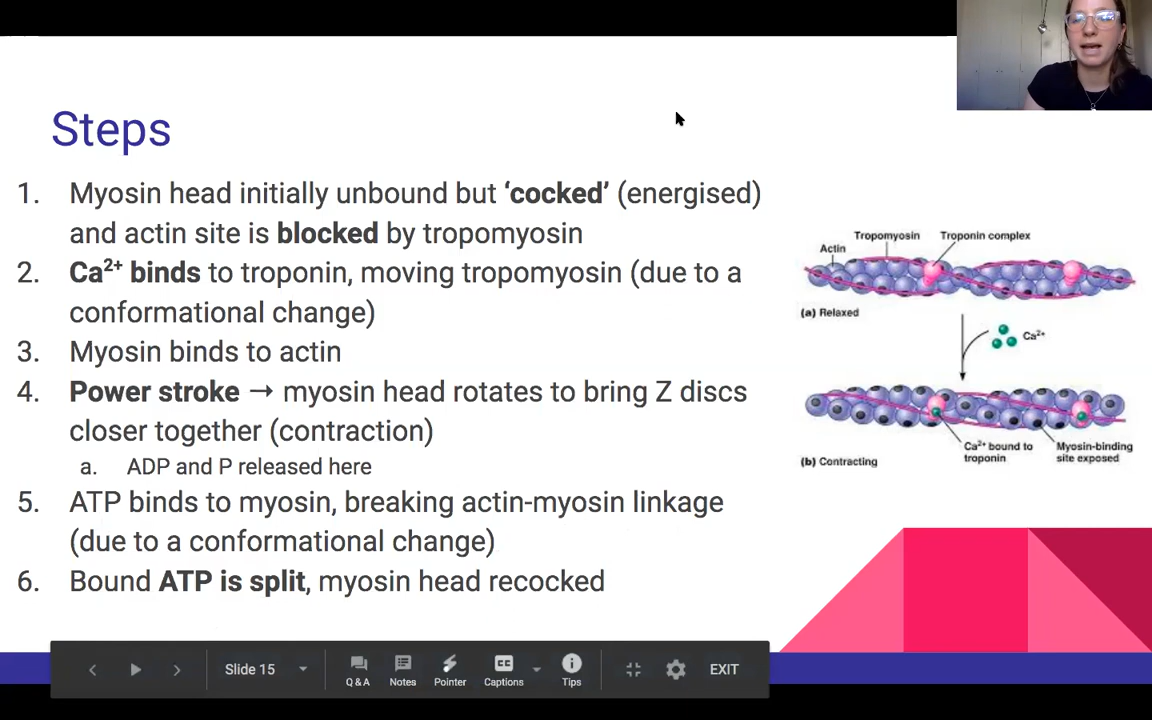 Steps
1. Myosin head initially unbound but ‘cocked’ (energised)
and actin site is blocked by tropomyosin
2. Ca²⁺ binds to troponin, moving tropomyosin (due to a
conformational change)
3. Myosin binds to actin
4. Power stroke → myosin head rotates to bring Z discs
closer together (contraction)
a. ADP and P released here
5. ATP binds to myosin, breaking actin-myosin linkage
(due to a conformational change)
6. Bound ATP is split, myosin head recocked
Tropomyosin
Troponin complex
Actin
(a) Relaxed
Ca²⁺
Ca²⁺ bound to
troponin
Myosin-binding
site exposed
(b) Contracting
Slide 15
Q & A
Notes
Pointer
CC
Captions
Tips
EXIT